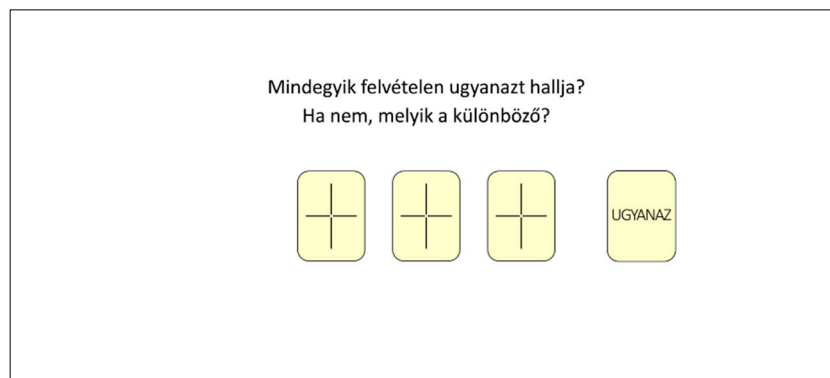 Mindegyik felvételen ugyanazt hallja?
Ha nem, melyik a különböző?
UGYANAZ